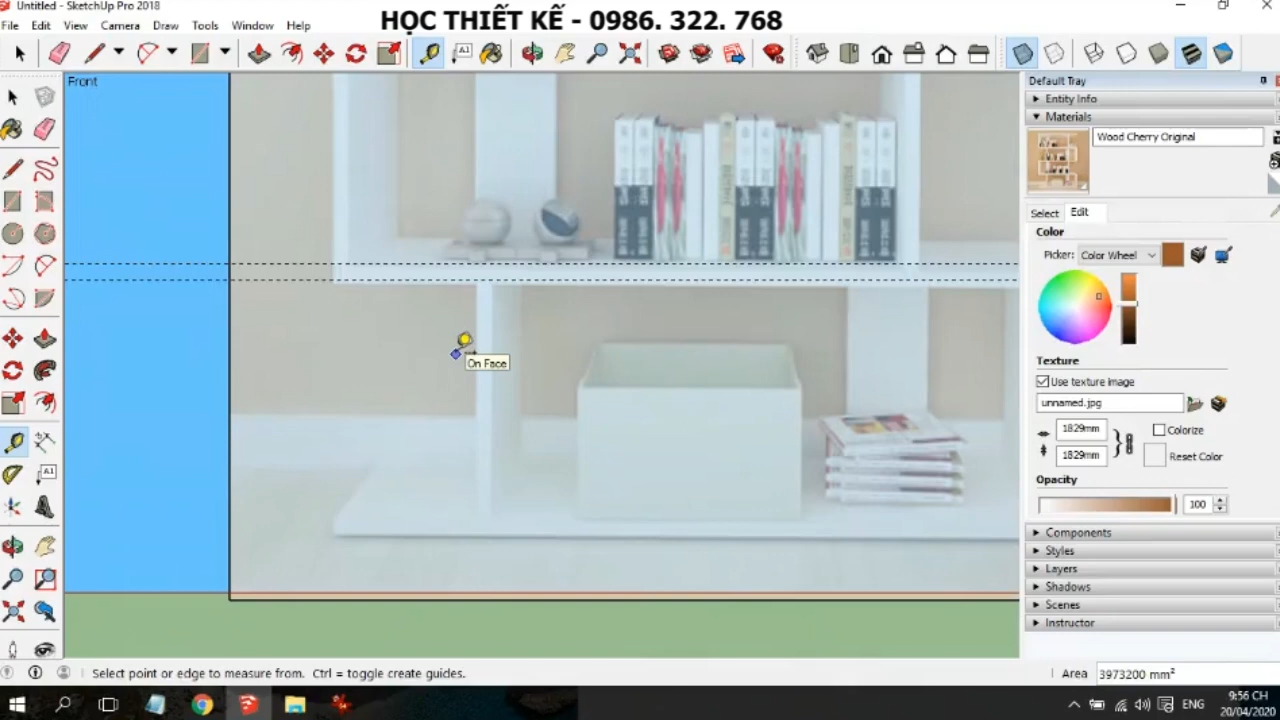 Untitled - SketchUp Pro 2018
HỌC THIẾT KẾ - 0986. 322. 768
File Edit View Camera Draw Tools Window Help
A1
Front
Default Tray
Entity Info
Materials
Wood Cherry Original
Select Edit
Color
Picker: Color Wheel
On Face
Texture
Use texture image
unnamed.jpg
1829mm
Colorize
1829mm
Reset Color
A1
Opacity
100
Components
Styles
Layers
Shadows
Scenes
Instructor
Select point or edge to measure from. Ctrl = toggle create guides.
Area 3973200 mm²
ENG
9:56 CH
20/04/2020